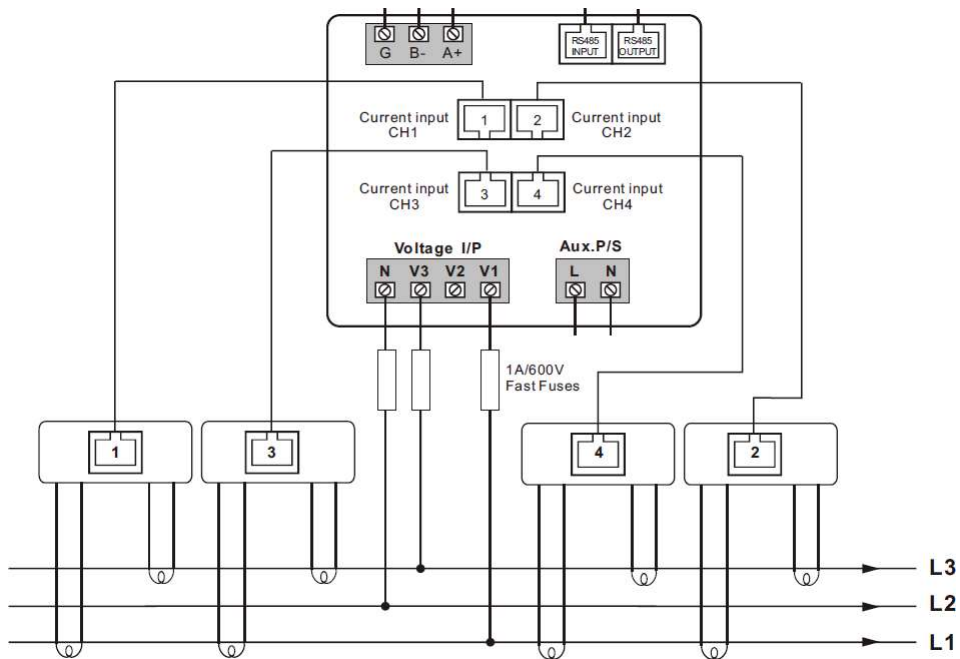 G B- A+
RS485 INPUT
RS485 OUTPUT
Current input CH1
1 2
Current input CH2
Current input CH3
3 4
Current input CH4
Voltage I/P
Aux.P/S
N V3 V2 V1
L N
1A/600V
Fast Fuses
1
3
4
2
L3
L2
L1